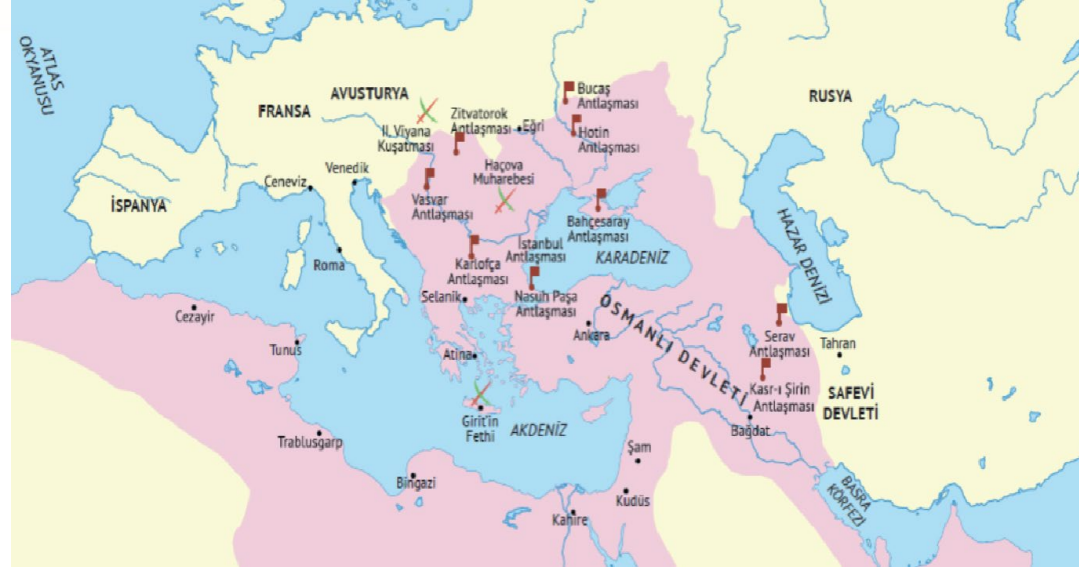 ATLAS
OKYANUSU
FRANSA
AVUSTURYA
İSPANYA
Ceneviz
Venedik
Roma
II. Viyana
Kuşatması
Zitvatorok
Antlaşması
Eğri
Bucaş
Antlaşması
Hotin
Antlaşması
RUSYA
Vasvar
Antlaşması
Haçova
Muharebesi
Bahçesaray
Antlaşması
KARADENİZ
HAZAR DENİZİ
Karlofça
Antlaşması
İstanbul
Antlaşması
Nasuh Paşa
Antlaşması
Selanik
Atina
Ankara
OSMANLI DEVLETİ
Serav
Antlaşması
Tahran
Kasr-ı Şirin
Antlaşması
SAFEVİ
DEVLETİ
Bağdat
BASRA
KÖRFEZİ
Cezayir
Tunus
Trablusgarp
Bingazi
Girit'in
Fethi
AKDENİZ
Şam
Kudüs
Kahire